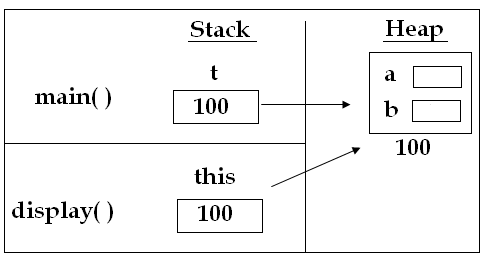 Stack
Heap
t
a
main( )
100
b
100
this
display( )
100